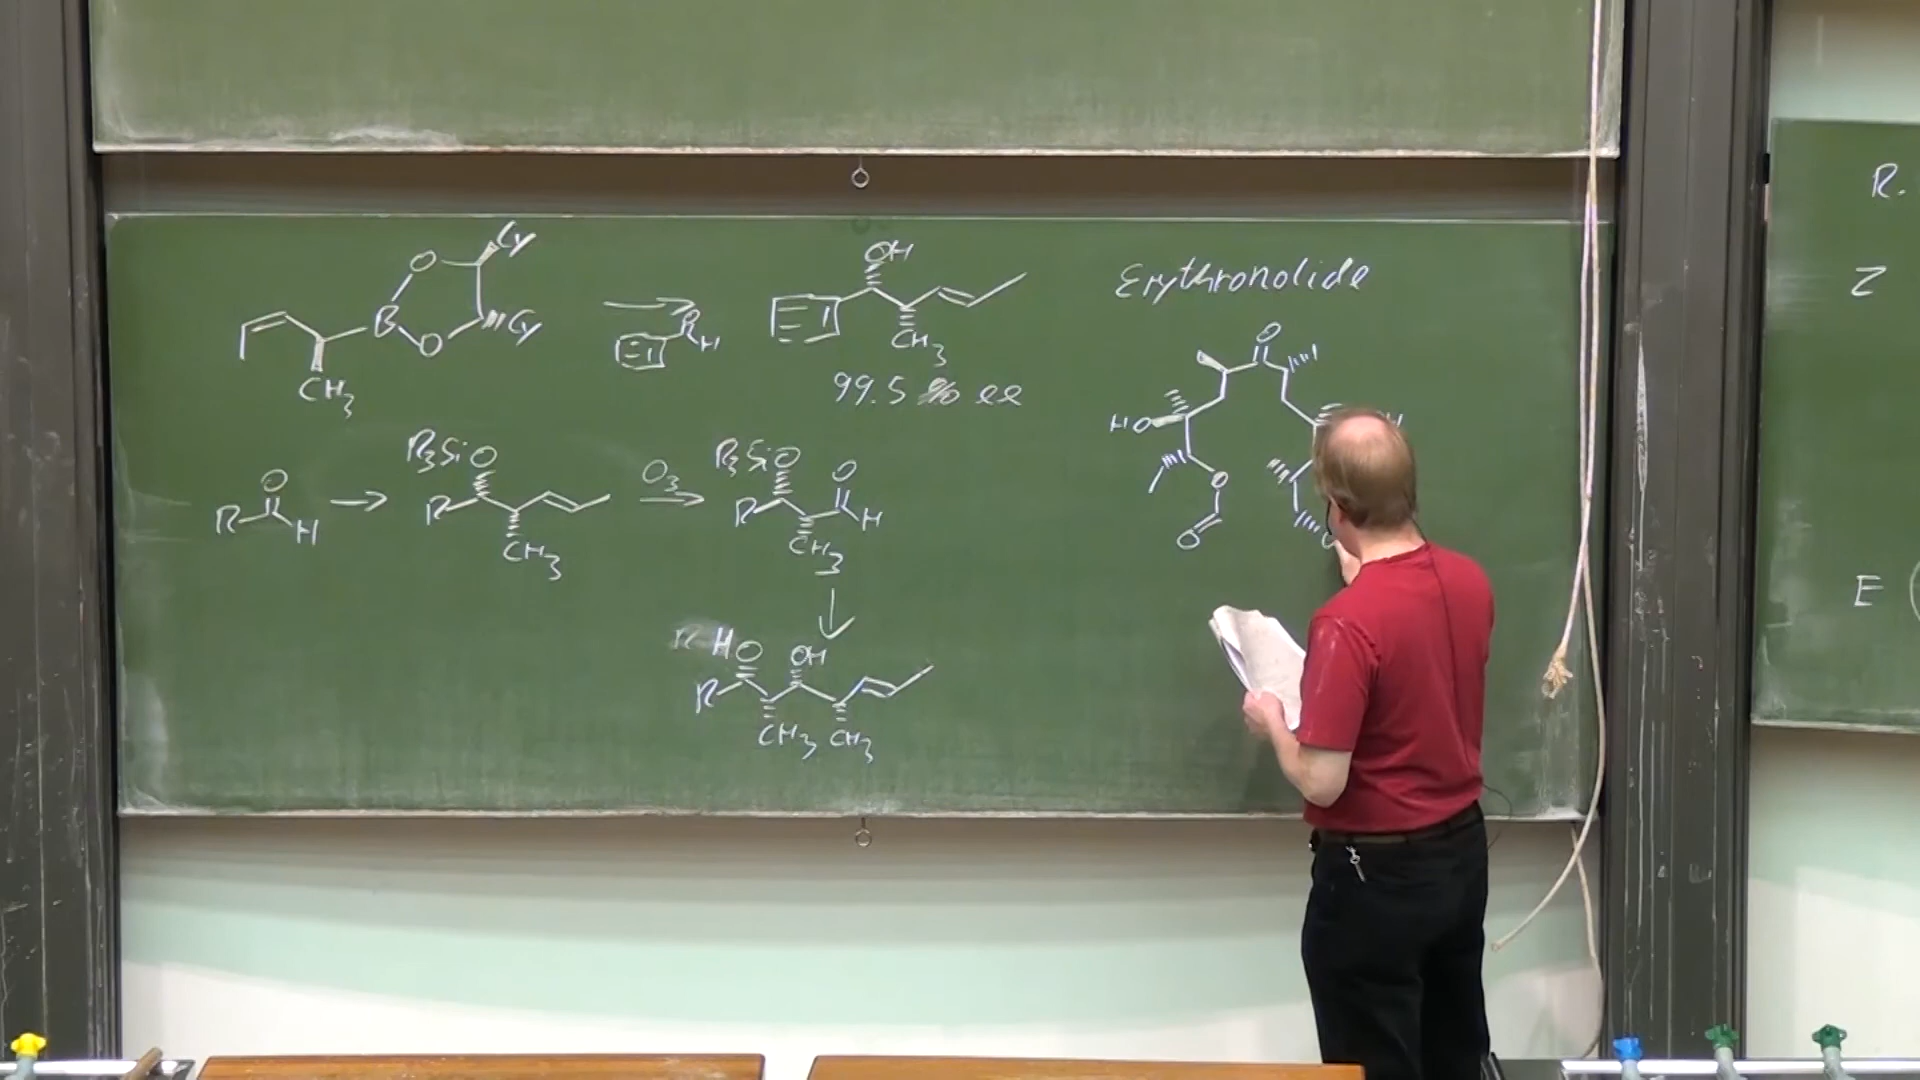 O Cy
B
O Cy
CH3
O
H
OH
CH3
99.5 % ee
O
R H
R3SiO
R
CH3
O3
R3SiO O
R H
CH3
HO OH
R
CH3 CH3
Erythronolide
O
HO
O
O
H
O
R.
Z
E